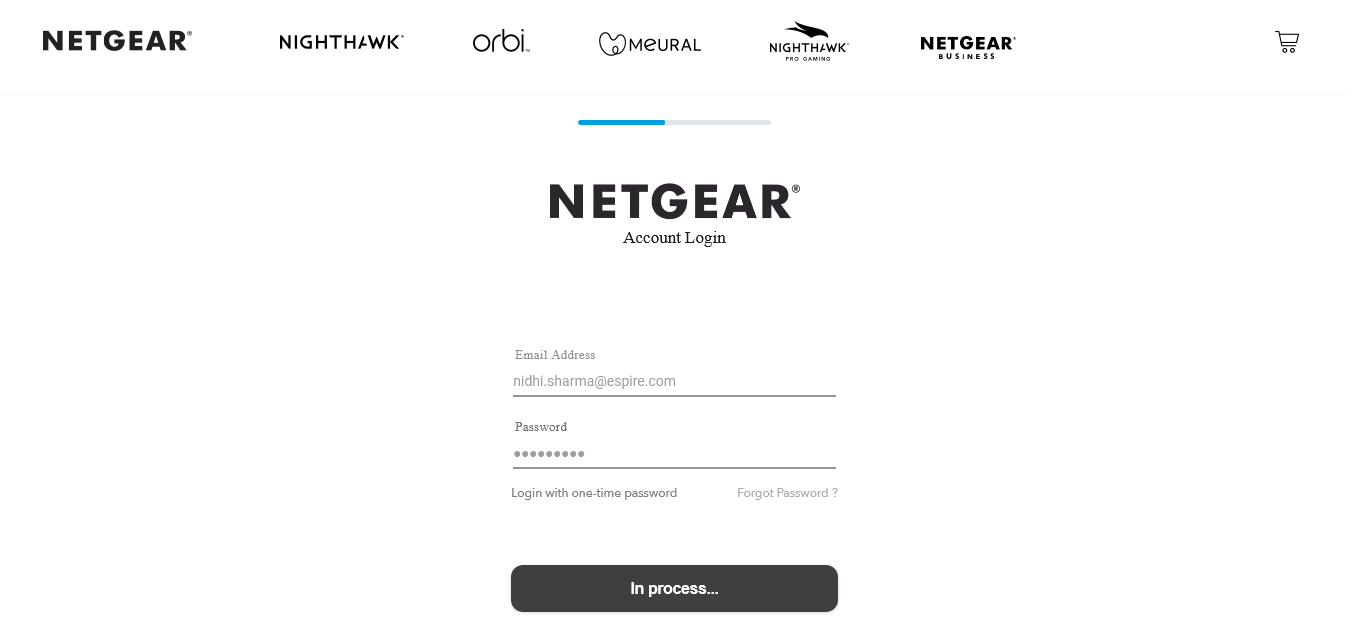 NETGEAR®
NIGHTHAWK®
orbi™
MEURAL
NIGHTHAWK®
PRO GAMING
NETGEAR®
BUSINESS
NETGEAR®
Account Login
Email Address
nidhi.sharma@espire.com
Password
•••••••••
Login with one-time password
Forgot Password ?
In process...